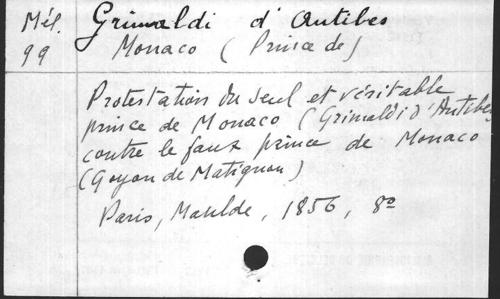 Mél. Grimaldi d'Antibes
99 Monaco (Prince de)
Protestation du seul et véritable
prince de Monaco (Grimaldi d'Antibes
contre le faux prince de Monaco
(Goyon de Matignon)
Paris, Maulde, 1856, 8º